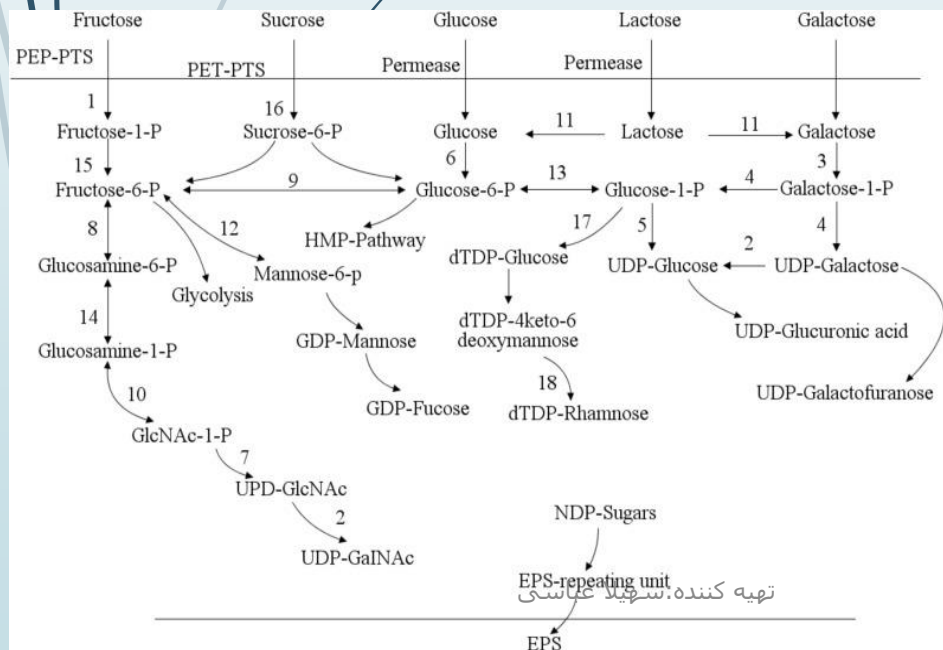 Fructose Sucrose Glucose Lactose Galactose
PEP-PTS PET-PTS Permease Permease
1 16
Fructose-1-P Sucrose-6-P Glucose 11 Lactose 11 Galactose
15 6 3
Fructose-6-P 9 Glucose-6-P 13 Glucose-1-P 4 Galactose-1-P
8 12 HMP-Pathway 17 5 4
Glucosamine-6-P Mannose-6-p dTDP-Glucose UDP-Glucose 2 UDP-Galactose
Glycolysis
14 dTDP-4keto-6
deoxymannose
GDP-Mannose UDP-Glucuronic acid
Glucosamine-1-P
10 18 UDP-Galactofuranose
GDP-Fucose dTDP-Rhamnose
GlcNAc-1-P
7
UPD-GlcNAc
2 NDP-Sugars
UDP-GalNAc
EPS-repeating unit
تهیه کننده:سهیلا عباسی
EPS